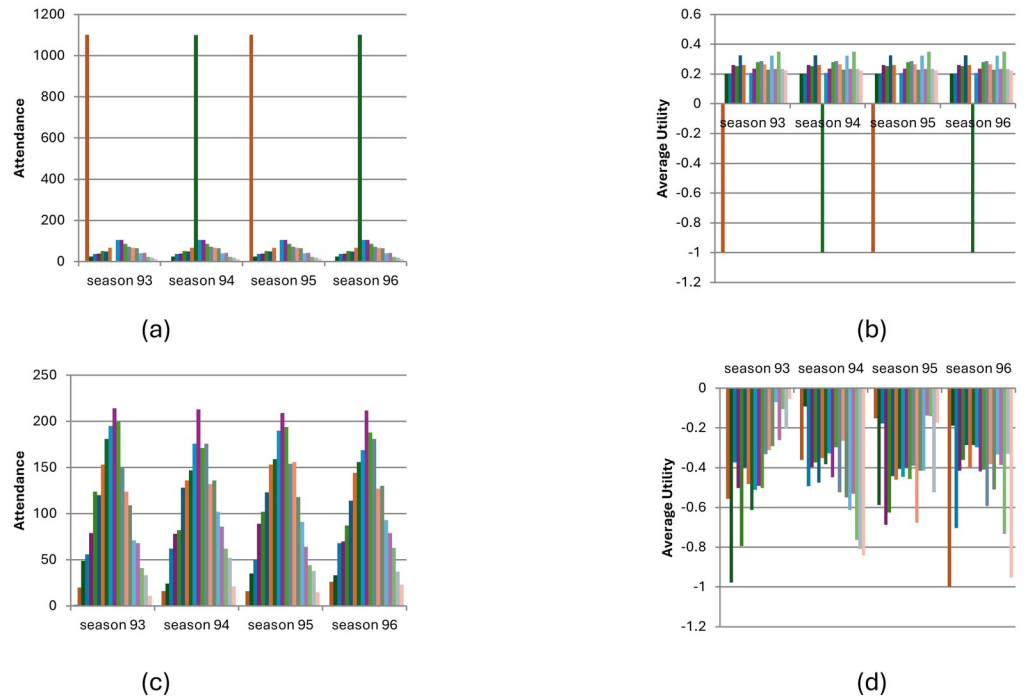 Attendance
1200
1000
800
600
400
200
0
season 93 season 94 season 95 season 96
(a)
Average Utility
0.6
0.4
0.2
0
-0.2
-0.4
-0.6
-0.8
-1
-1.2
season 93 season 94 season 95 season 96
(b)
Attendance
250
200
150
100
50
0
season 93 season 94 season 95 season 96
(c)
season 93 season 94 season 95 season 96
Average Utility
0
-0.2
-0.4
-0.6
-0.8
-1
-1.2
(d)